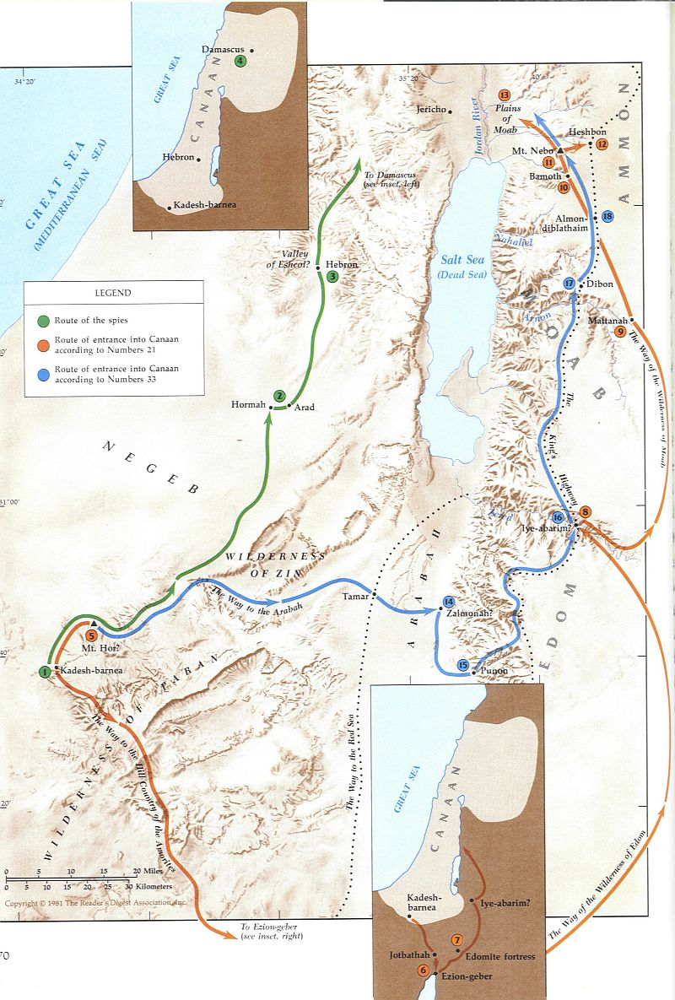 Damascus
4
GREAT SEA
CANAAN
Hebron
Kadesh-barnea
34°20'
35°20'
40'
GREAT SEA
(MEDITERRANEAN SEA)
LEGEND
Route of the spies
Route of entrance into Canaan
according to Numbers 21
Route of entrance into Canaan
according to Numbers 33
Jericho
Jordan River
13
Plains
of
Moab
Heshbon
12
Mt. Nebo
11
Bamoth
10
AMMON
To Damascus
(see inset, left)
Almon-
diblathaim
18
Nahaliel
Valley
of Eshcol?
Hebron
3
Salt Sea
(Dead Sea)
17
Dibon
Arnon
Mattanah
9
MOAB
The Way of the Wilderness of Moab
2
Hormah
Arad
The King's Highway
NEGEB
31°00'
Zered
8
16
Iye-abarim?
WILDERNESS
OF ZIN
The Way to the Arabah
Tamar
ARABAH
14
Zalmonah?
EDOM
5
Mt. Hor?
1
Kadesh-barnea
15
Punon
WILDERNESS OF PARAN
The Way to the Hill Country of the Amorites
The Way to the Red Sea
40'
20'
0 5 10 15 20 Miles
0 5 10 15 20 25 30 Kilometers
Copyright © 1981 The Reader's Digest Association, Inc.
To Ezion-geber
(see inset, right)
GREAT SEA
CANAAN
Kadesh-
barnea
Iye-abarim?
7
Jotbathah
Edomite fortress
6
Ezion-geber
The Way of the Wilderness of Edom
70